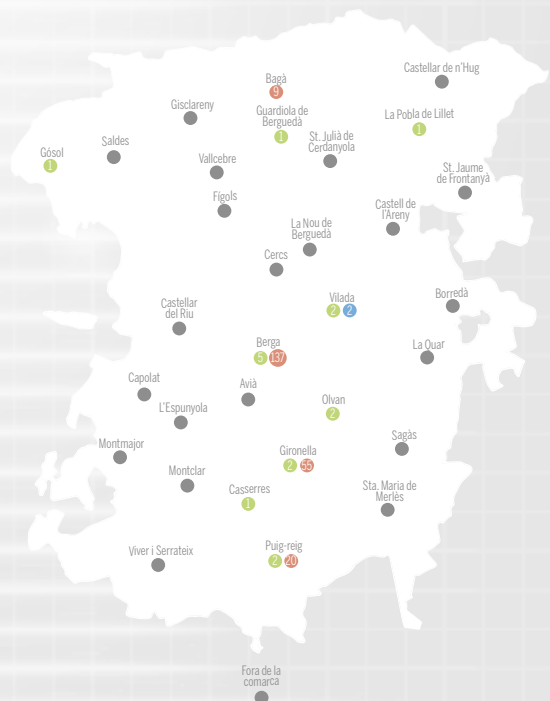 Castellar de n'Hug
Bagà
9
Gisclareny
Guardiola de
Berguedà
1
La Pobla de Lillet
1
St. Julià de
Cerdanyola
Saldes
Gósol
1
Vallcebre
St. Jaume
de Frontanyà
Fígols
Castell de
l'Areny
La Nou de
Berguedà
Cercs
Vilada
2 2
Borredà
Castellar
del Riu
Berga
5 137
La Quar
Capolat
Avià
L'Espunyola
Olvan
2
Sagàs
Montmajor
Gironella
2 55
Montclar
Casserres
1
Sta. Maria de
Merlès
Viver i Serrateix
Puig-reig
2 20
Fora de la
comarca